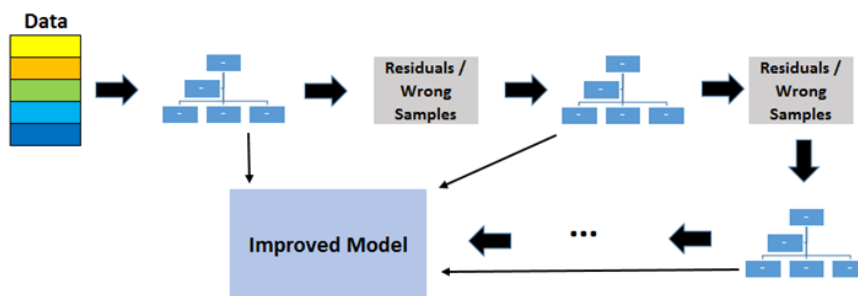 Data
-
-
- - -
Residuals /
Wrong
Samples
-
-
- - -
Residuals /
Wrong
Samples
Improved Model
...
-
-
- - -